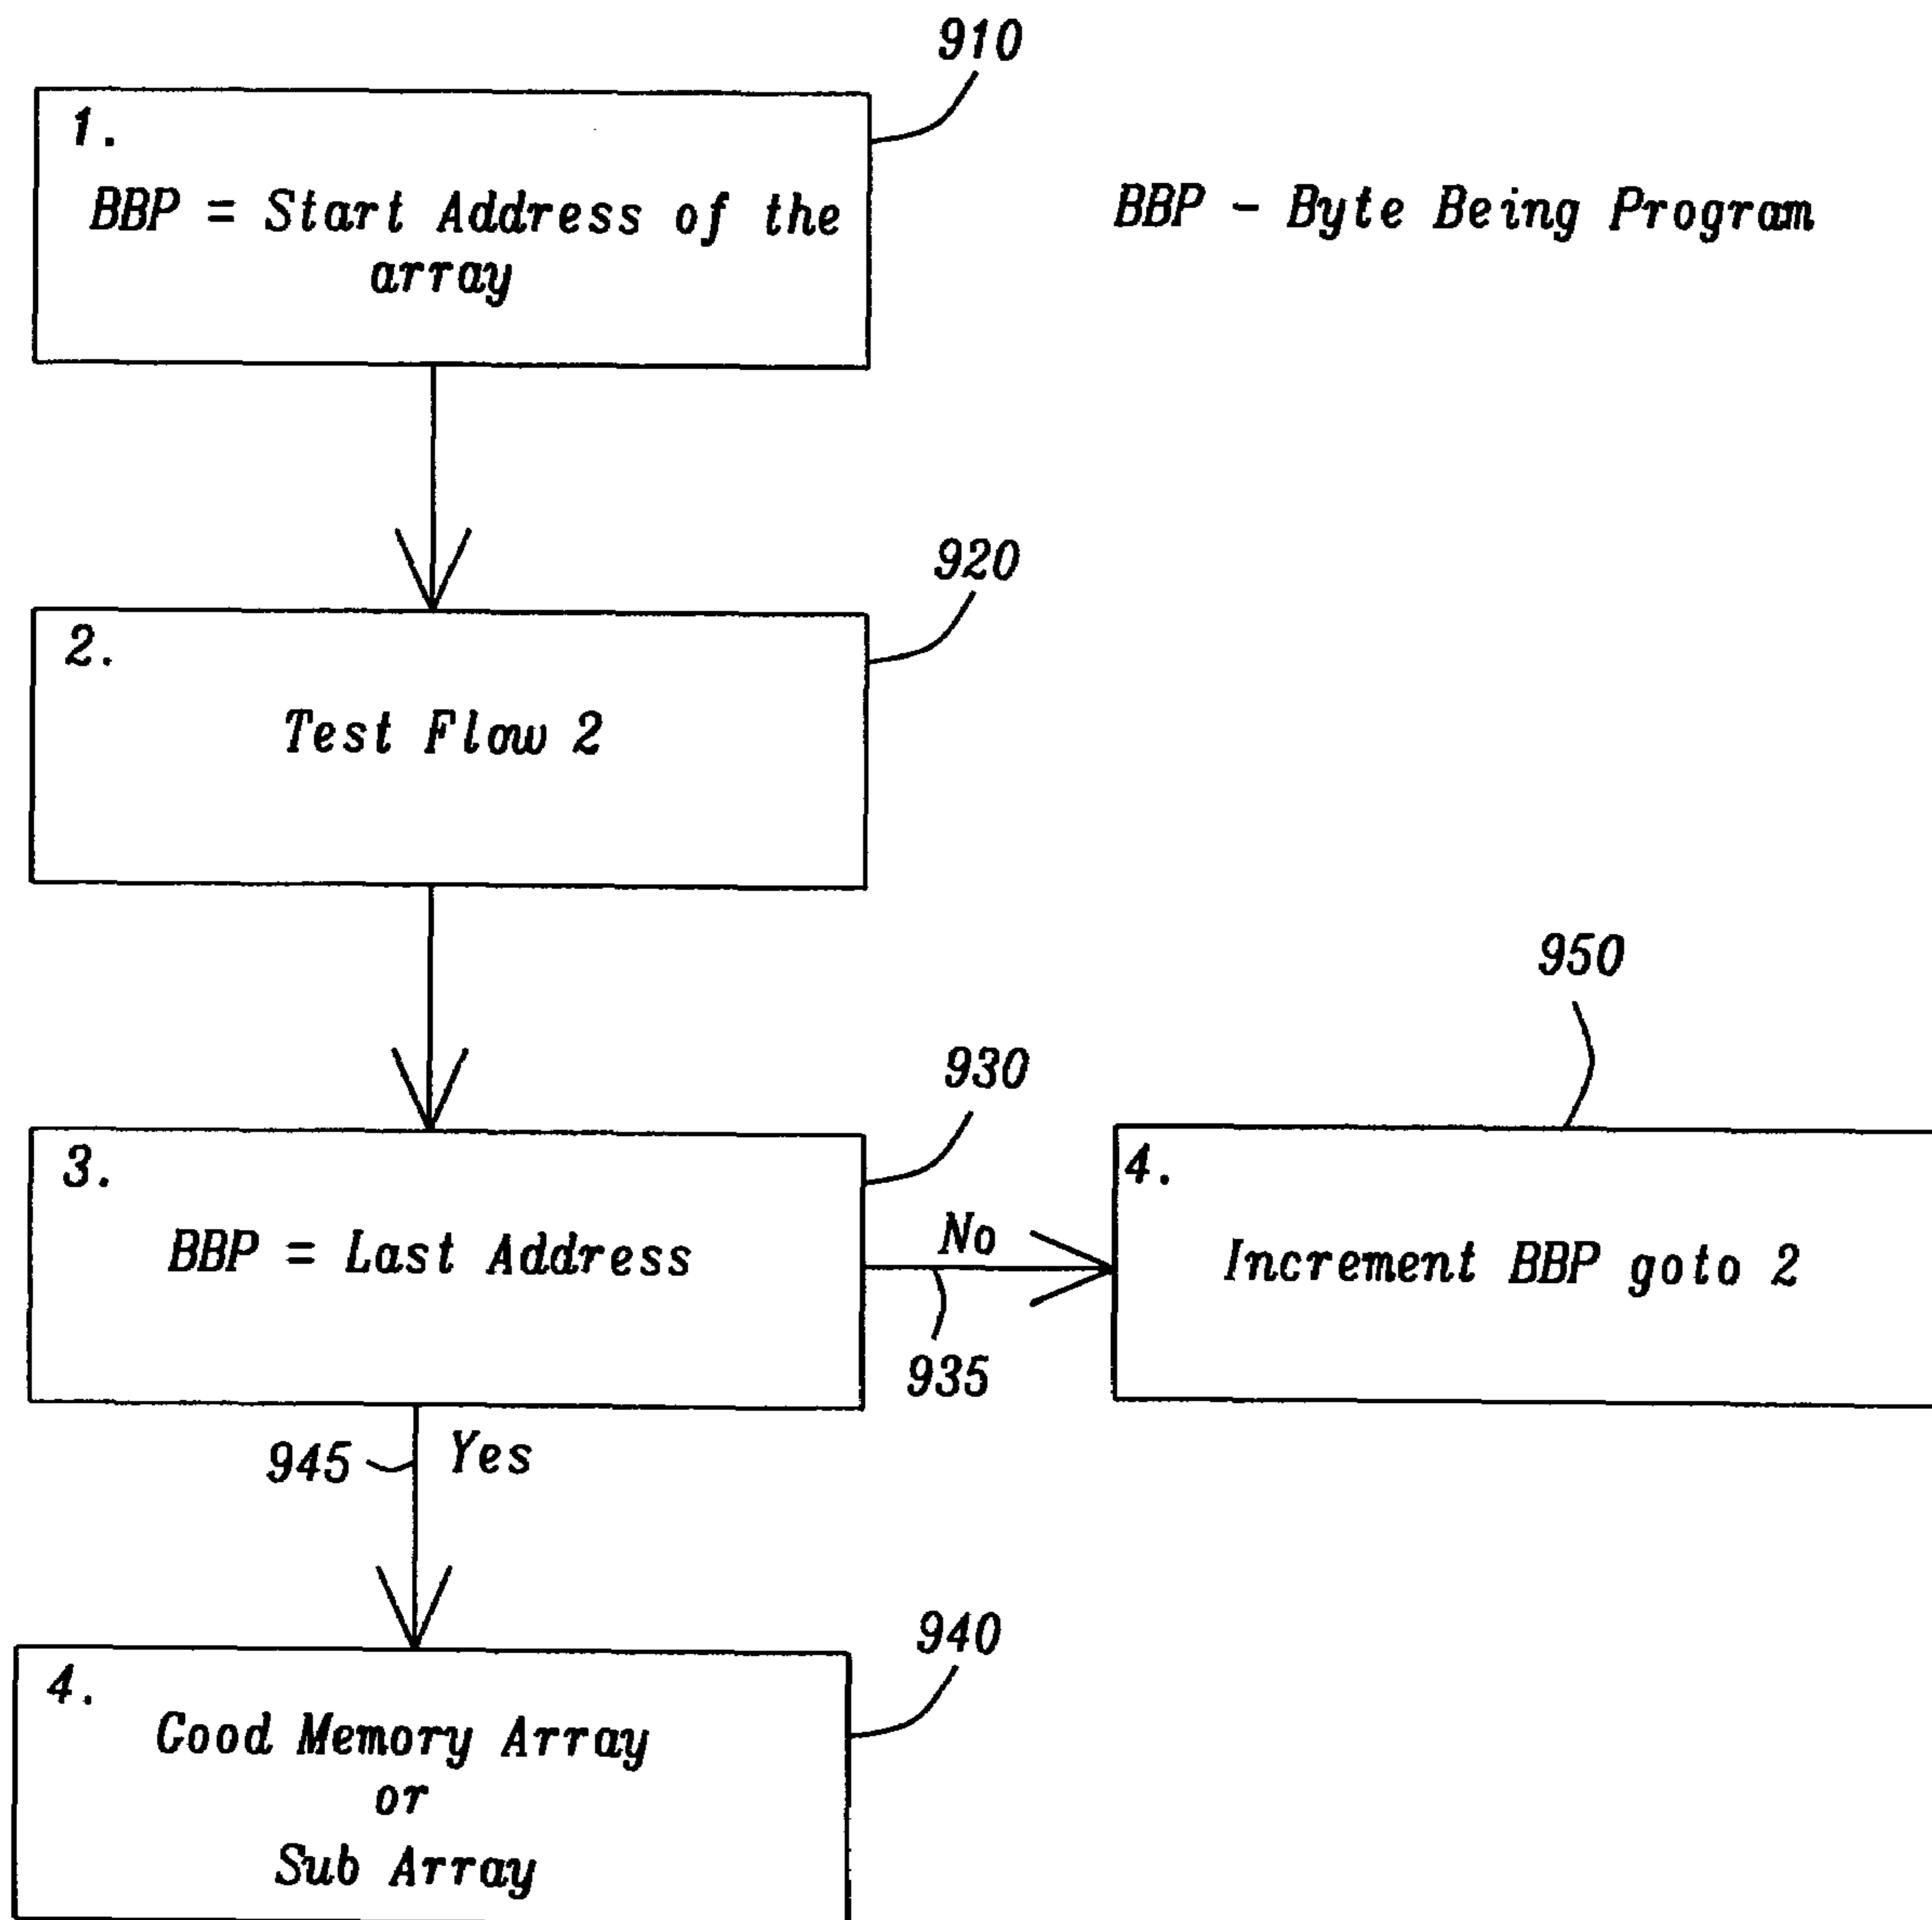 910
1.
BBP = Start Address of the
array
BBP - Byte Being Program
920
2.
Test Flow 2
950
930
3.
BBP = Last Address
No
935
4.
Increment BBP goto 2
945
Yes
940
4.
Good Memory Array
or
Sub Array